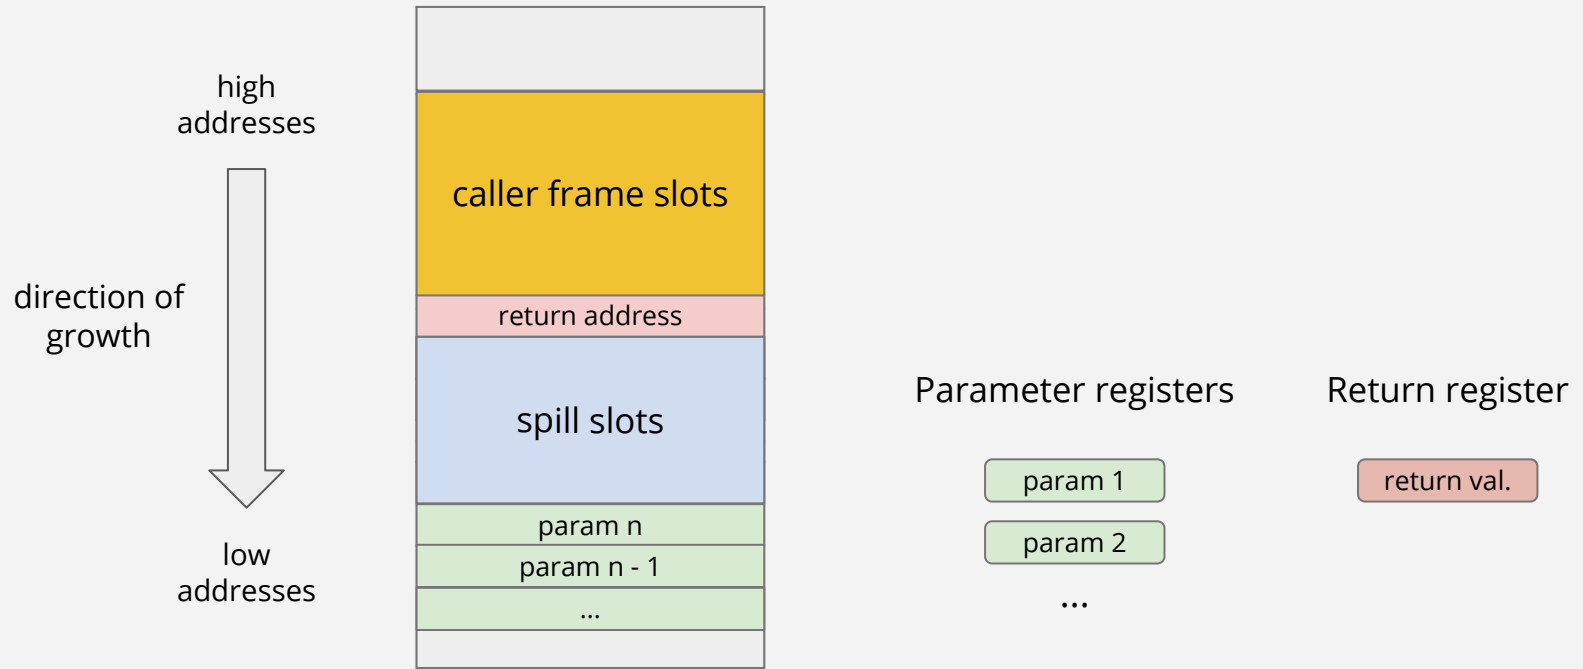 high
addresses
direction of
growth
low
addresses
caller frame slots
return address
spill slots
param n
param n - 1
...
Parameter registers
param 1
param 2
...
Return register
return val.